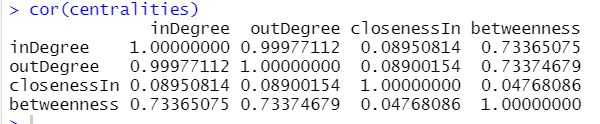 > cor(centralities)
inDegree outDegree closenessIn betweenness
inDegree 1.00000000 0.99977112 0.08950814 0.73365075
outDegree 0.99977112 1.00000000 0.08900154 0.73374679
closenessIn 0.08950814 0.08900154 1.00000000 0.04768086
betweenness 0.73365075 0.73374679 0.04768086 1.00000000
>